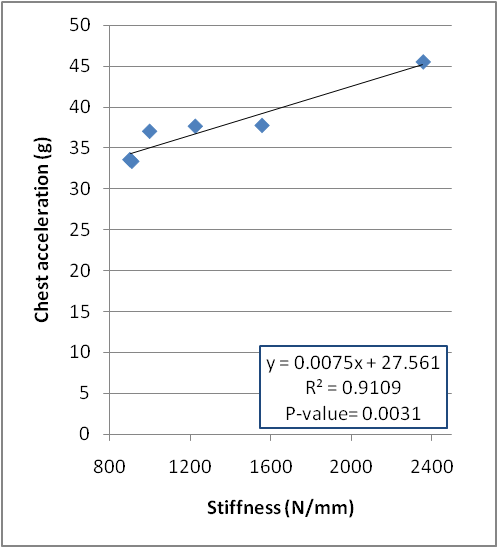 50
45
40
35
30
25
20
15
10
5
0
Chest acceleration (g)
y = 0.0075x + 27.561
R² = 0.9109
P-value= 0.0031
800 1200 1600 2000 2400
Stiffness (N/mm)